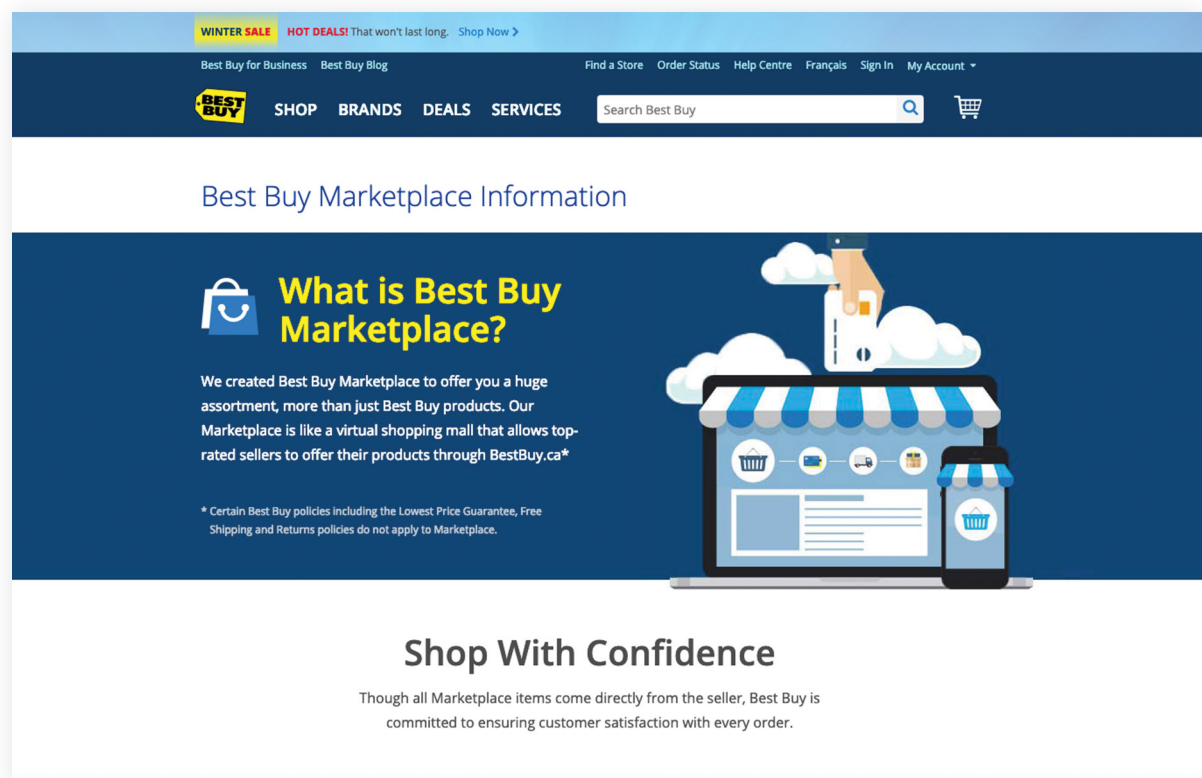 WINTER SALE HOT DEALS! That won't last long. Shop Now
Best Buy for Business Best Buy Blog Find a Store Order Status Help Centre Français Sign In My Account
BEST BUY SHOP BRANDS DEALS SERVICES Search Best Buy
Best Buy Marketplace Information
What is Best Buy
Marketplace?
We created Best Buy Marketplace to offer you a huge
assortment, more than just Best Buy products. Our
Marketplace is like a virtual shopping mall that allows top-
rated sellers to offer their products through BestBuy.ca*
* Certain Best Buy policies including the Lowest Price Guarantee, Free
Shipping and Returns policies do not apply to Marketplace.
Shop With Confidence
Though all Marketplace items come directly from the seller, Best Buy is
committed to ensuring customer satisfaction with every order.